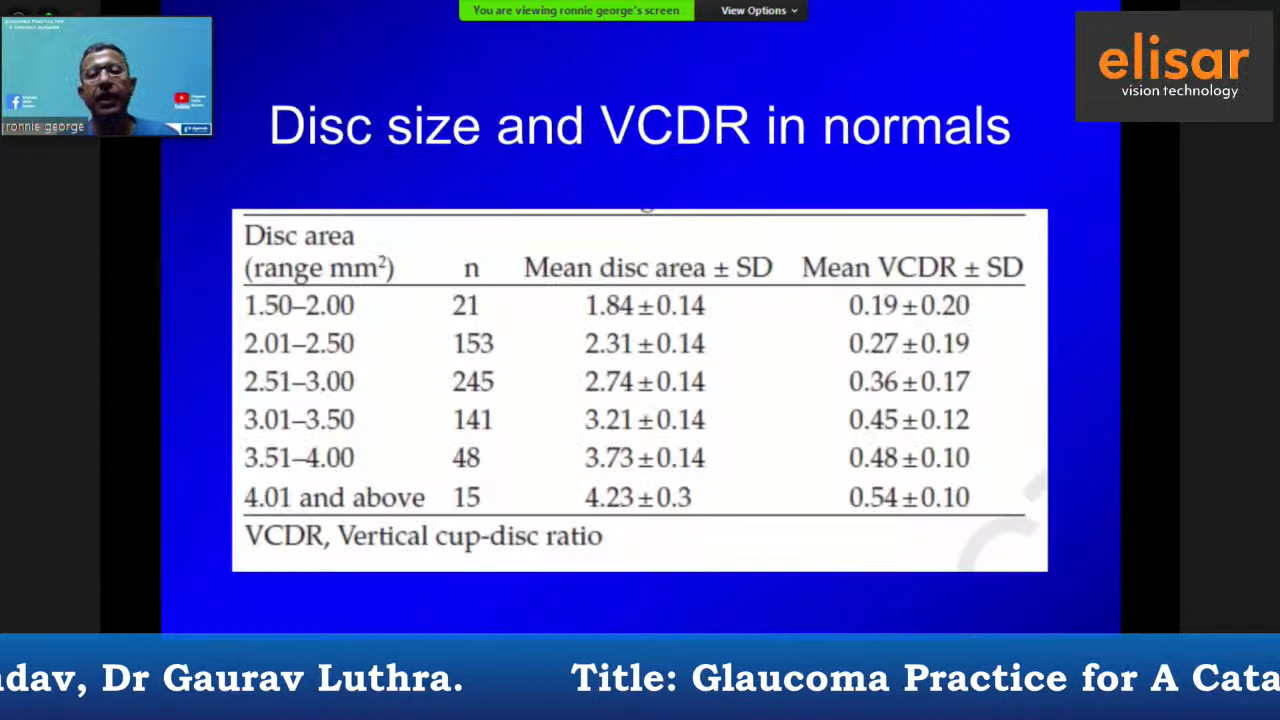 You are viewing ronnie george's screen
View Options
ronnie george
elisar
vision technology
Disc size and VCDR in normals
Disc area
(range mm²) n Mean disc area ± SD Mean VCDR ± SD
1.50–2.00 21 1.84±0.14 0.19±0.20
2.01–2.50 153 2.31±0.14 0.27±0.19
2.51–3.00 245 2.74±0.14 0.36±0.17
3.01–3.50 141 3.21±0.14 0.45±0.12
3.51–4.00 48 3.73±0.14 0.48±0.10
4.01 and above 15 4.23±0.3 0.54±0.10
VCDR, Vertical cup-disc ratio
adav, Dr Gaurav Luthra. Title: Glaucoma Practice for A Cata